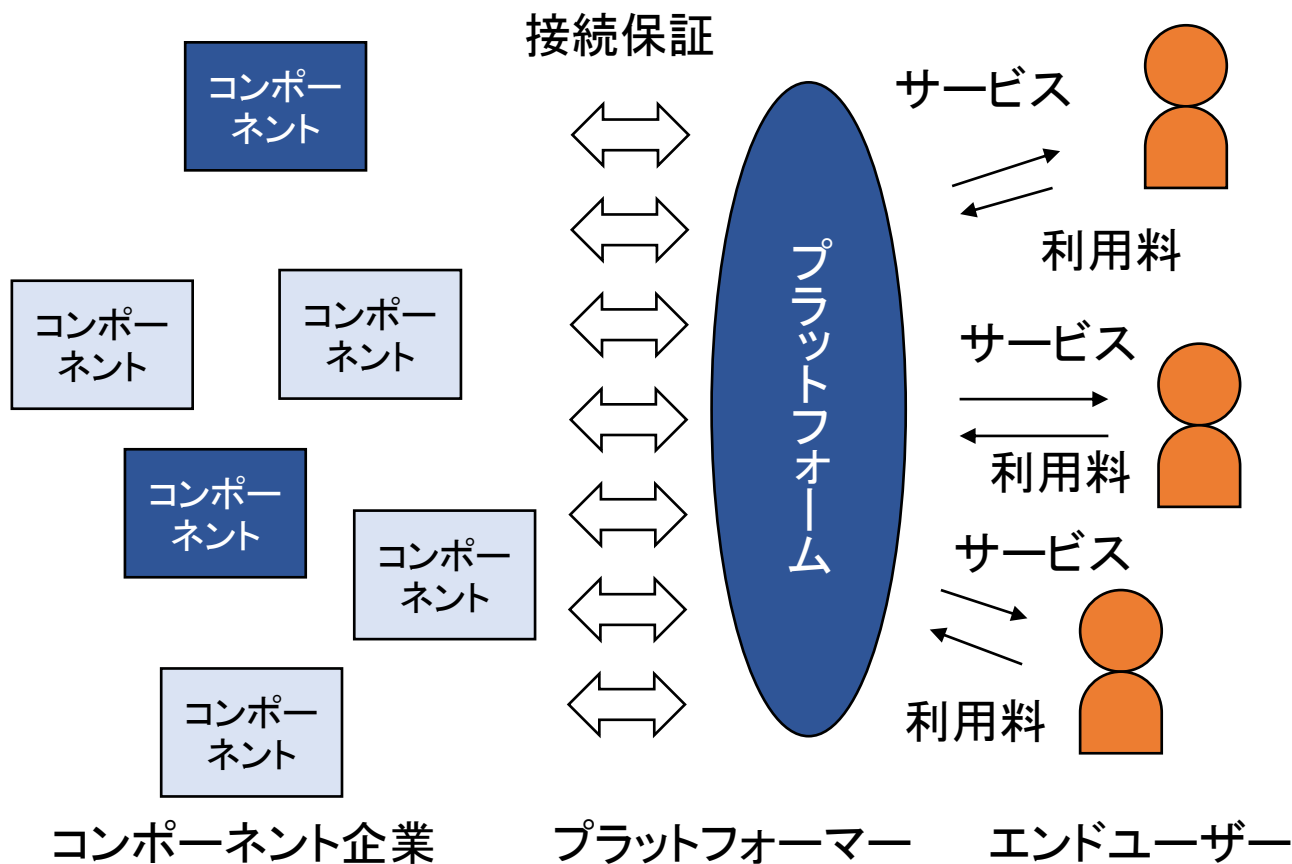 接続保証
コンポー
ネント
コンポー
ネント
コンポー
ネント
コンポー
ネント
コンポー
ネント
コンポー
ネント
プラットフォーム
サービス
利用料
サービス
利用料
サービス
利用料
コンポーネント企業
プラットフォーマー
エンドユーザー